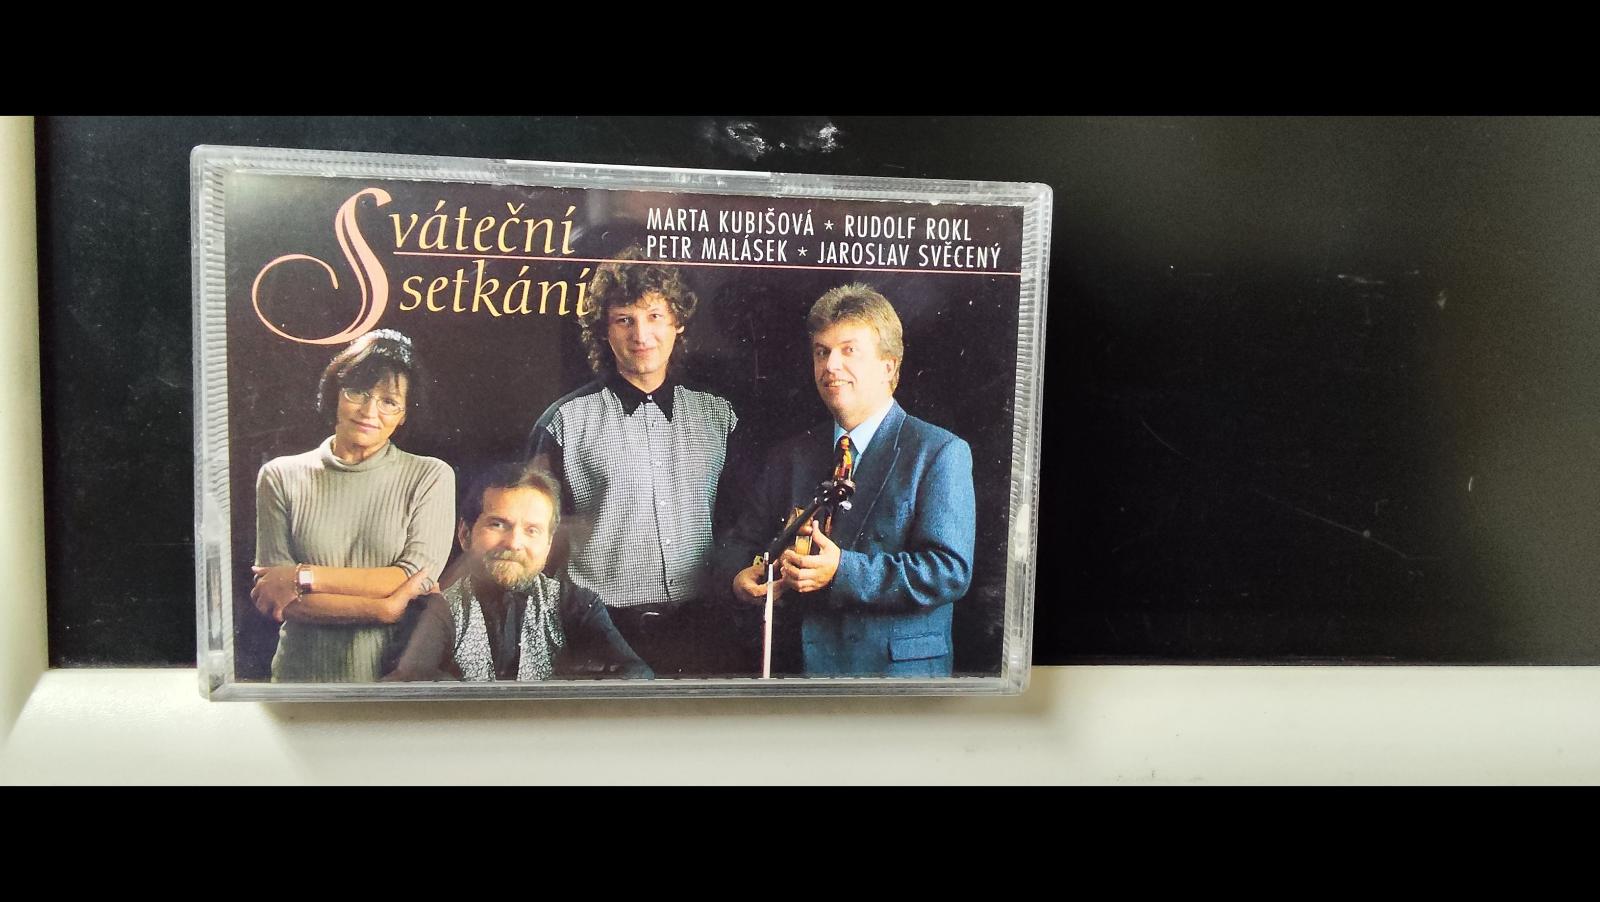 Sváteční
setkání
MARTA KUBIŠOVÁ * RUDOLF ROKL
PETR MALÁSEK * JAROSLAV SVĚCENÝ